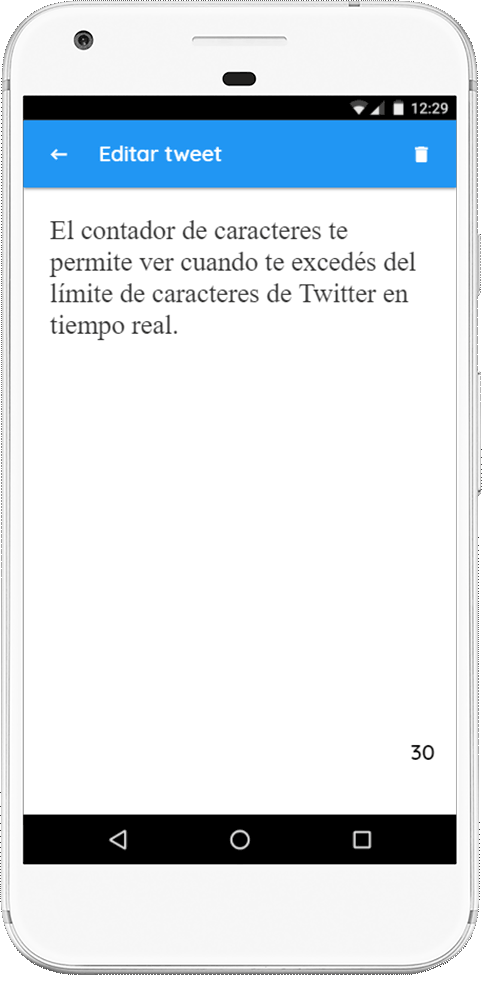 12:29
Editar tweet
El contador de caracteres te
permite ver cuando te excedés del
límite de caracteres de Twitter en
tiempo real.
30